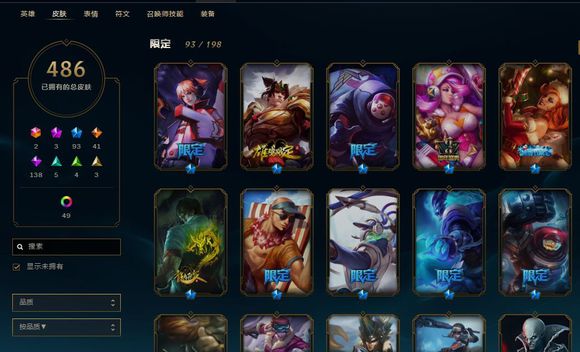 英雄 皮肤 表情 符文 召唤师技能 装备
486
已拥有的总皮肤
2 3 93 41
138 5 4 3
49
搜索
显示未拥有
品质
按品质▼
限定 93 / 198
限定
限定
限定
限定
限定
限定
限定